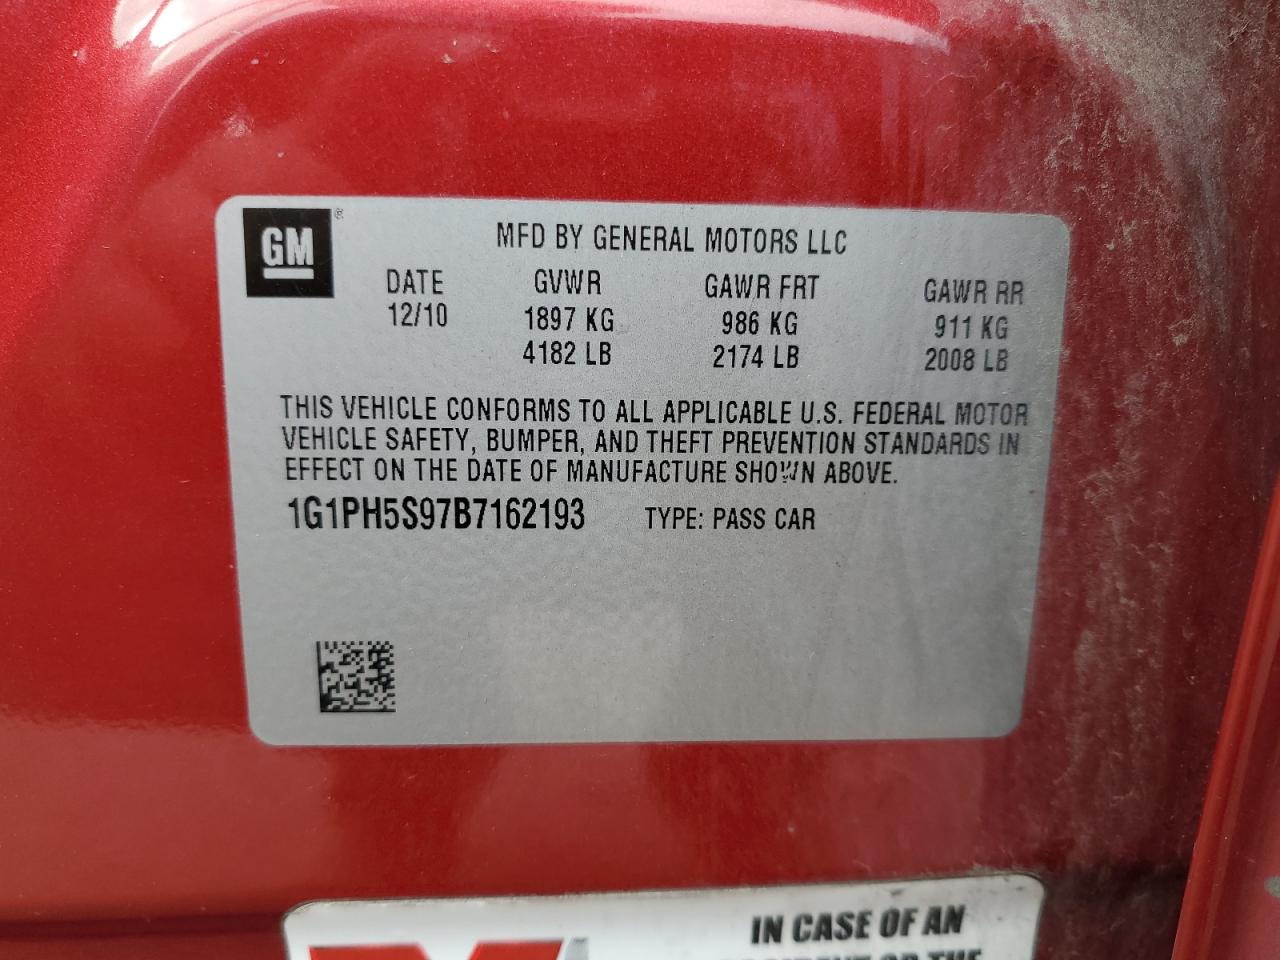 GM ®
MFD BY GENERAL MOTORS LLC
DATE GVWR GAWR FRT GAWR RR
12/10 1897 KG 986 KG 911 KG
4182 LB 2174 LB 2008 LB
THIS VEHICLE CONFORMS TO ALL APPLICABLE U.S. FEDERAL MOTOR
VEHICLE SAFETY, BUMPER, AND THEFT PREVENTION STANDARDS IN
EFFECT ON THE DATE OF MANUFACTURE SHOWN ABOVE.
1G1PH5S97B7162193 TYPE: PASS CAR
IN CASE OF AN